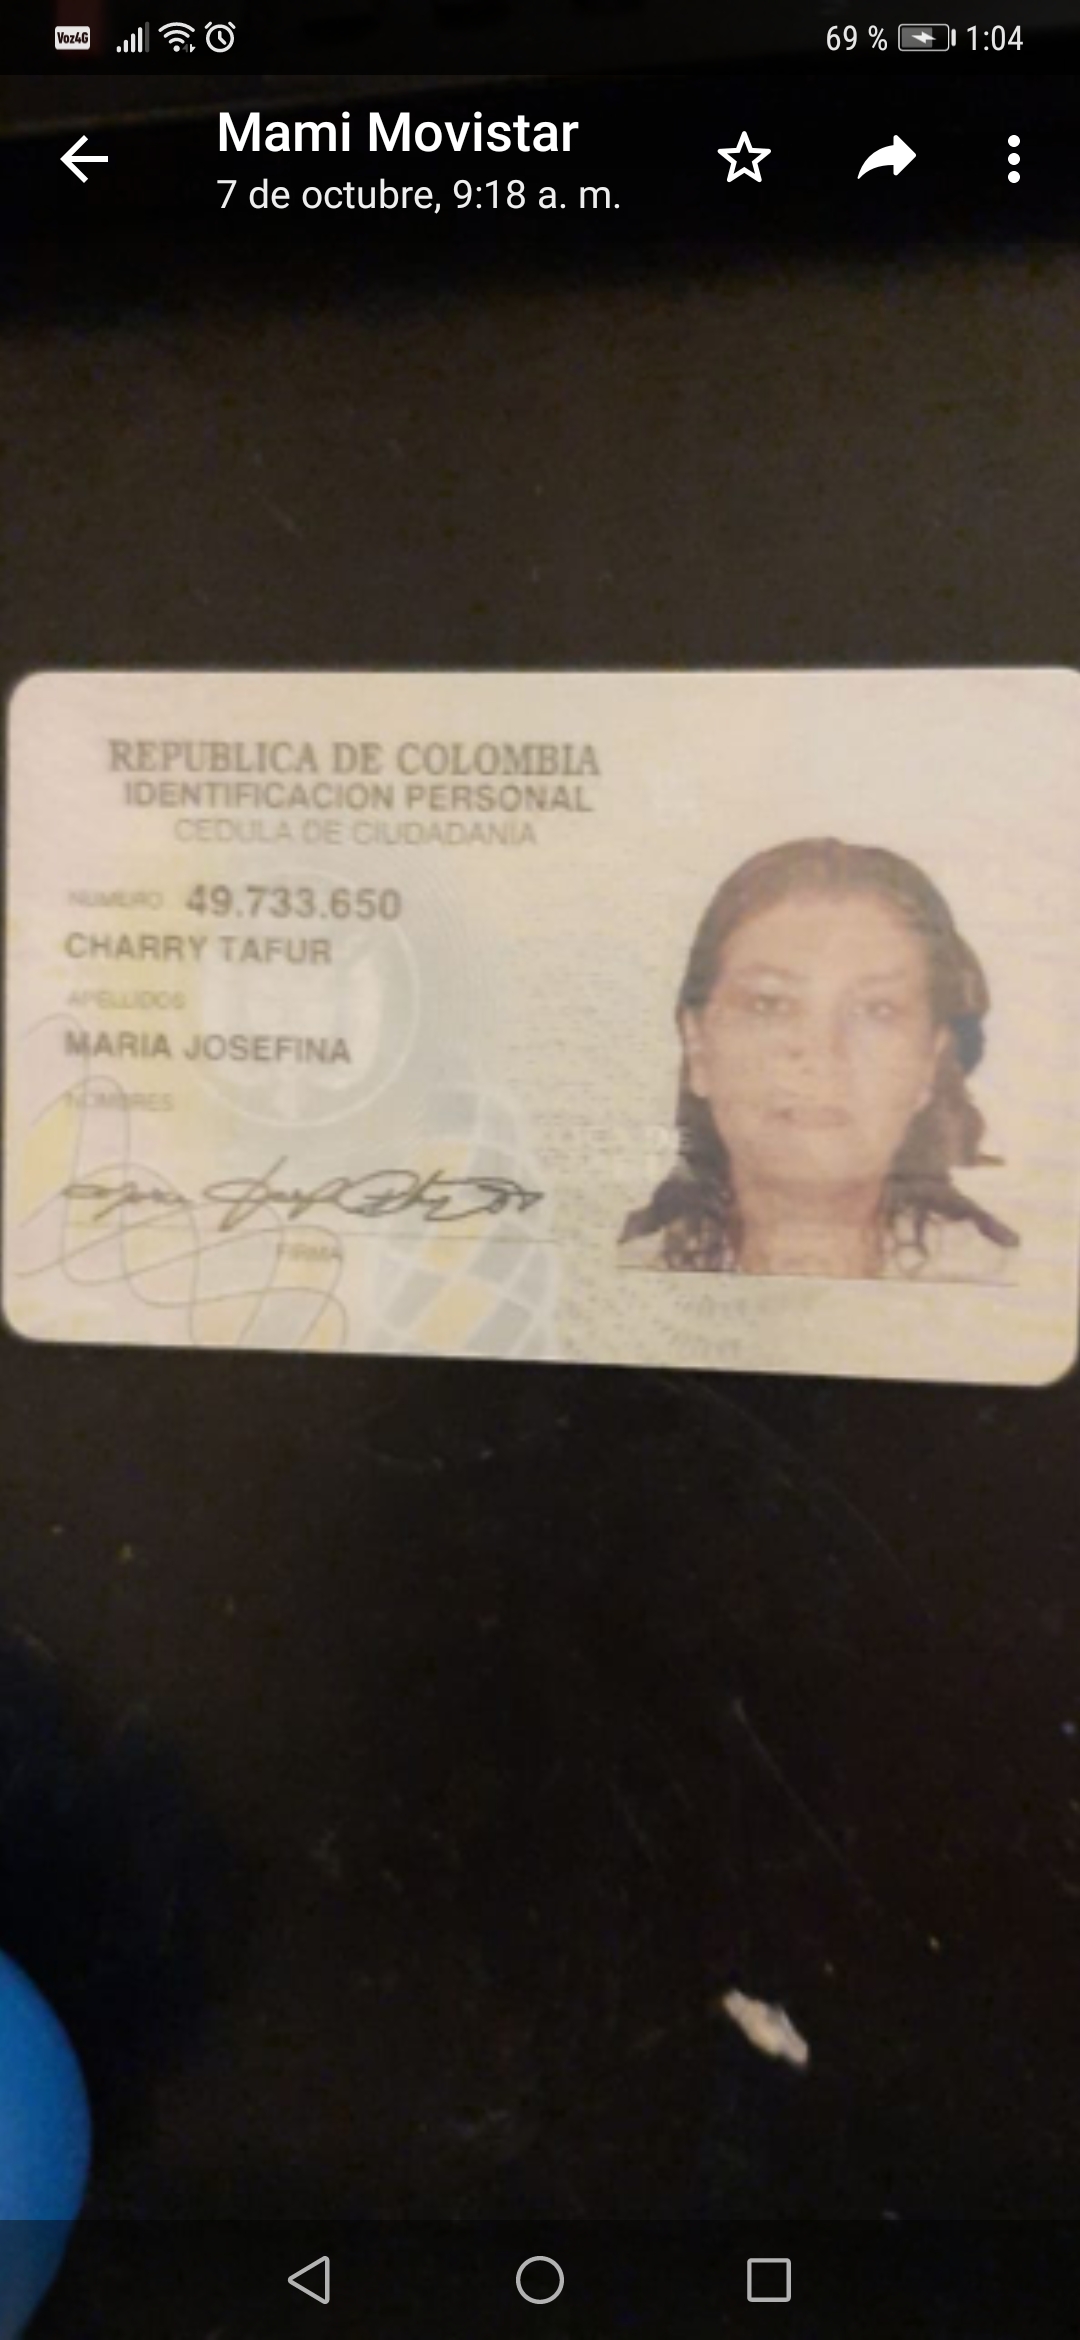 Voz4G 69 % 1:04
Mami Movistar
7 de octubre, 9:18 a. m.
REPUBLICA DE COLOMBIA
IDENTIFICACION PERSONAL
CEDULA DE CIUDADANIA
NUMERO 49.733.650
CHARRY TAFUR
APELLIDOS
MARIA JOSEFINA
NOMBRES
FIRMA